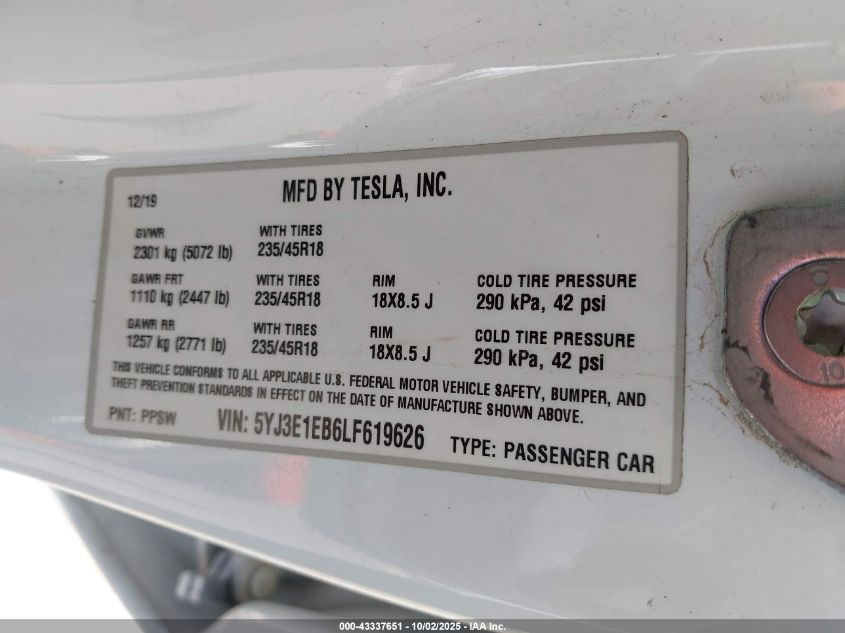 MFD BY TESLA, INC.
12/19
GVWR
2301 kg (5072 lb)
WITH TIRES
235/45R18
GAWR FRT
1110 kg (2447 lb)
WITH TIRES
235/45R18
RIM
18X8.5 J
COLD TIRE PRESSURE
290 kPa, 42 psi
GAWR RR
1257 kg (2771 lb)
WITH TIRES
235/45R18
RIM
18X8.5 J
COLD TIRE PRESSURE
290 kPa, 42 psi
THIS VEHICLE CONFORMS TO ALL APPLICABLE U.S. FEDERAL MOTOR VEHICLE SAFETY, BUMPER, AND
THEFT PREVENTION STANDARDS IN EFFECT ON THE DATE OF MANUFACTURE SHOWN ABOVE.
PNT: PPSW
VIN: 5YJ3E1EB6LF619626
TYPE: PASSENGER CAR
10
000-43337651 - 10/02/2025 - IAA Inc.